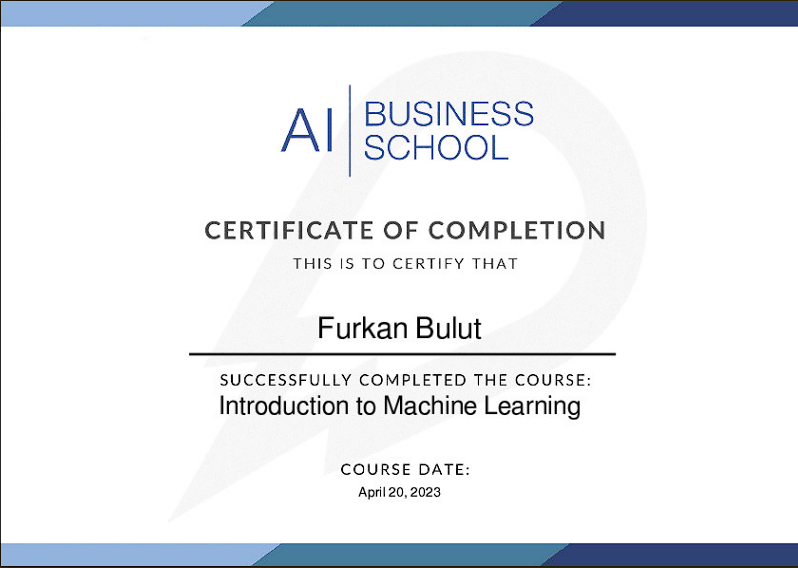 AI BUSINESS SCHOOL
CERTIFICATE OF COMPLETION
THIS IS TO CERTIFY THAT
Furkan Bulut
SUCCESSFULLY COMPLETED THE COURSE:
Introduction to Machine Learning
COURSE DATE:
April 20, 2023